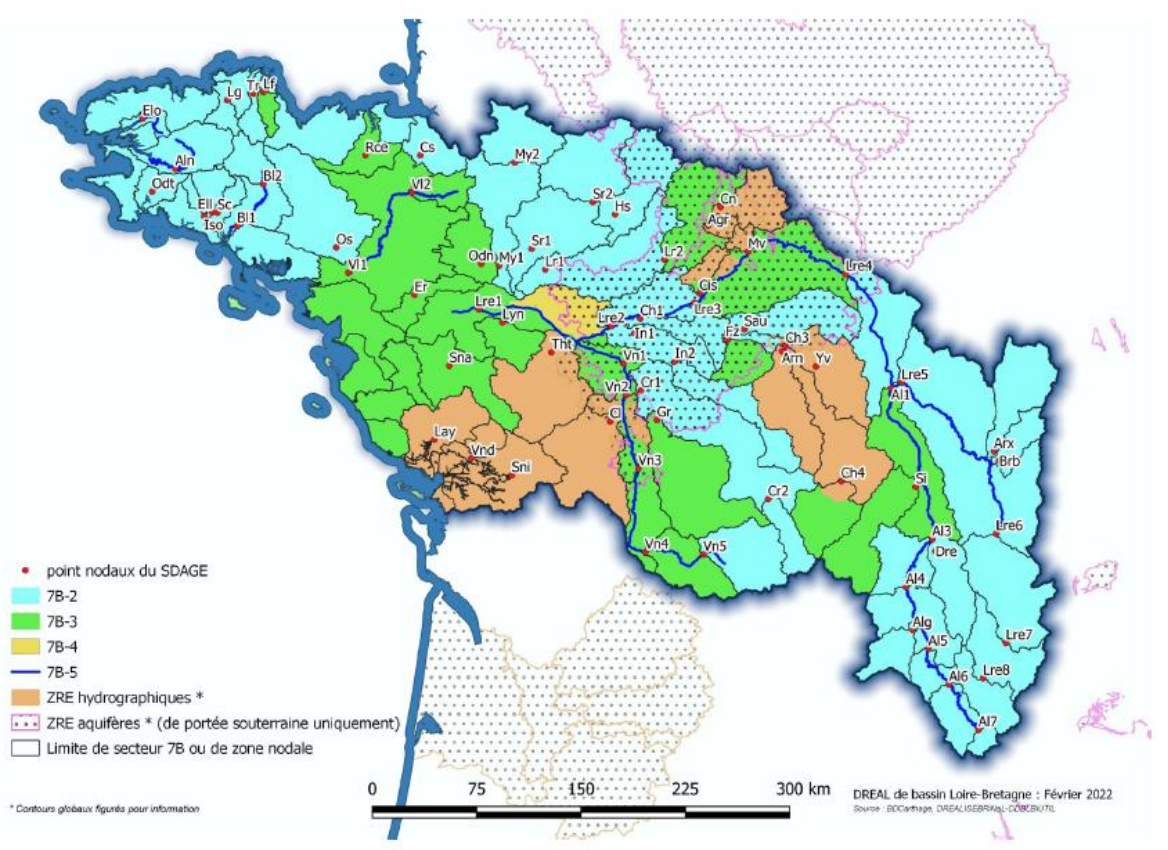 Tr Lf
Lg
Elo
Rce
Cs
My2
Aln
Bl2
Odt
Vl2
Sr2
Hs
Cn
Ell Sc
Agr
Iso
Bl1
Os
Sr1
Mv
Odn
My1
Lr1
Lr2
Vl1
Lre4
Er
Cis
Lre1
Lre3
Lyn
Lre2
Ch1
Sau
In1
Fz
Ch3
Tht
Vn1
In2
Arn
Yv
Sna
Lre5
Vn2
Cr1
Al1
Cl
Gr
Lay
Vnd
Arx
Sni
Vn3
Brb
Ch4
Si
Cr2
Lre6
Al3
Vn4
Vn5
Dre
Al4
Alg
Al5
Lre7
Al6
Lre8
Al7
point nodaux du SDAGE
7B-2
7B-3
7B-4
7B-5
ZRE hydrographiques *
ZRE aquifères * (de portée souterraine uniquement)
Limite de secteur 7B ou de zone nodale
0 75 150 225 300 km
DREAL de bassin Loire-Bretagne : Février 2022
* Contours globaux figurés pour information
Source : BDCarthage,